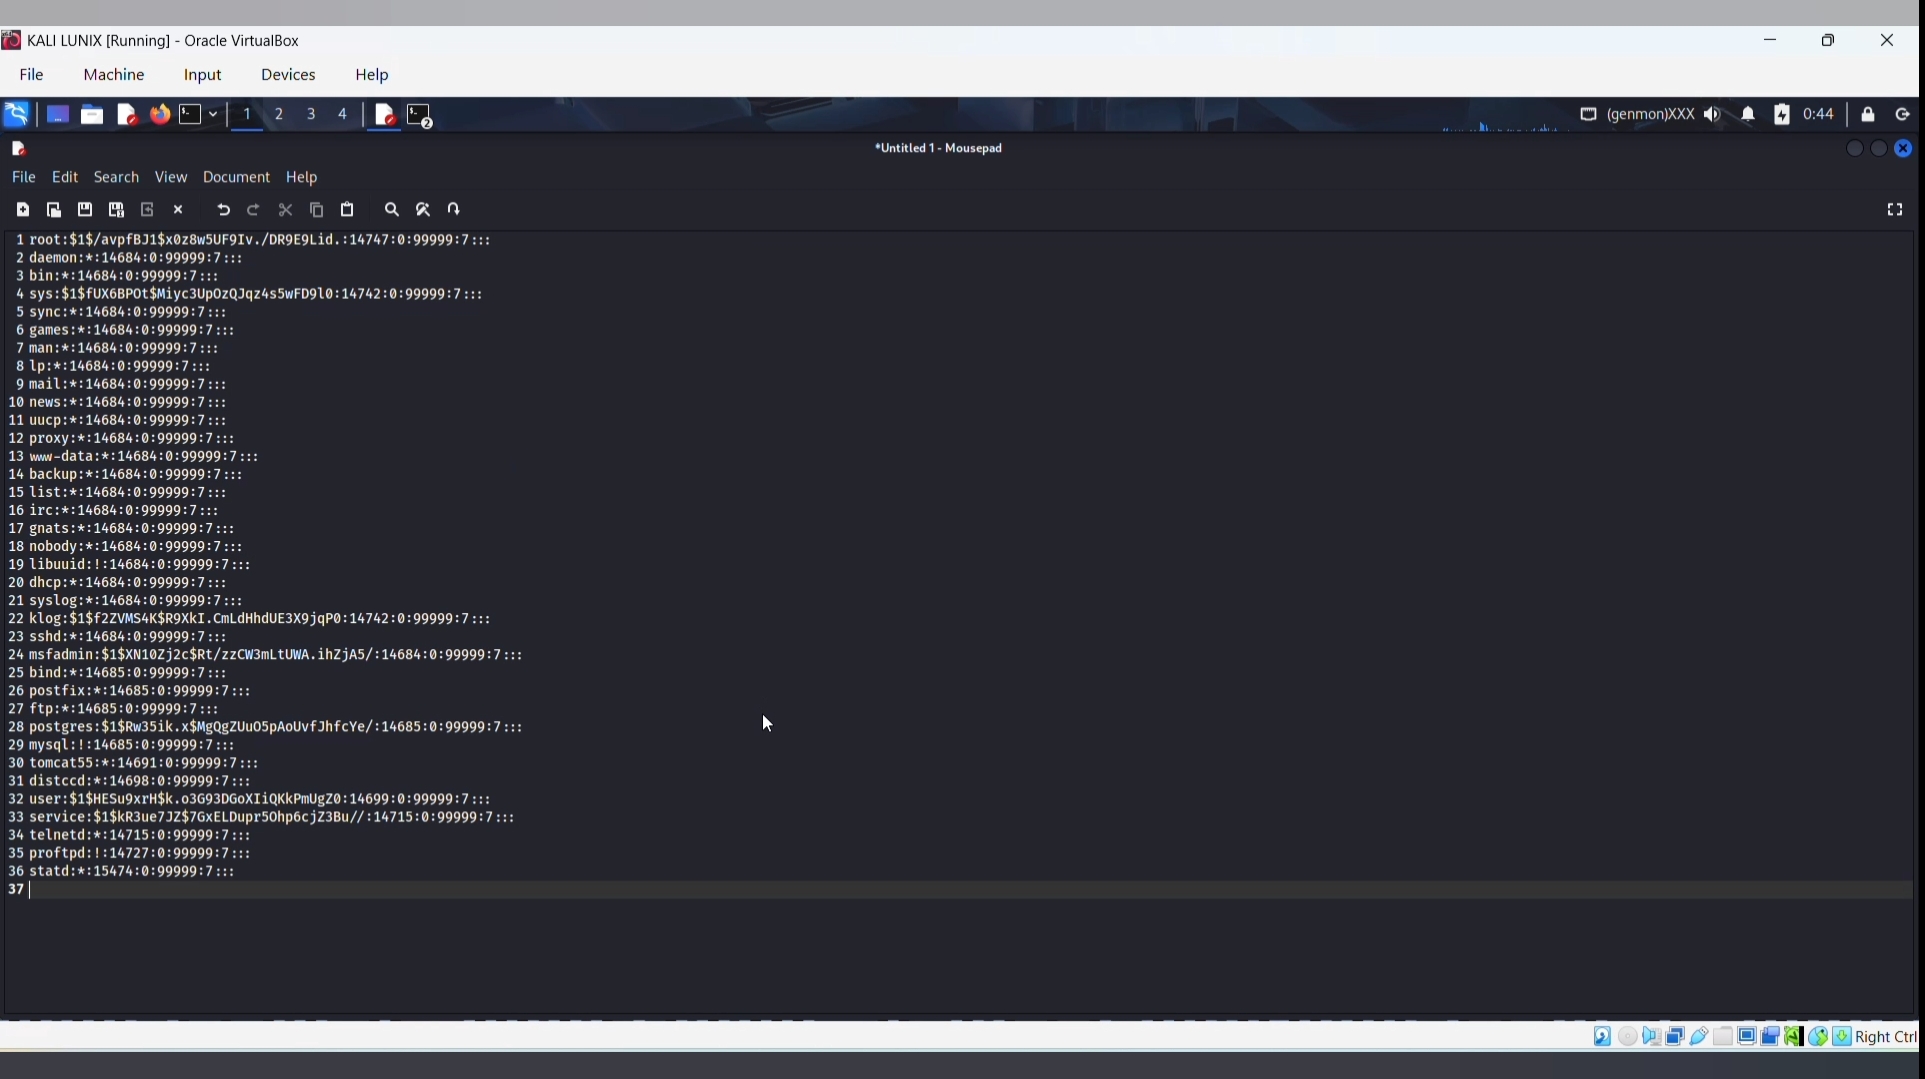 KALI LUNIX [Running] - Oracle VirtualBox
File Machine Input Devices Help
1 2 3 4 2 (genmon)XXX 0:44
*Untitled 1 - Mousepad
File Edit Search View Document Help
1 root:$1$/avpfBJ1$x0z8w5UF9Iv./DR9E9Lid.:14747:0:99999:7:::
2 daemon:*:14684:0:99999:7:::
3 bin:*:14684:0:99999:7:::
4 sys:$1$fUX6BPOt$Miyc3UpOzQJqz4s5wFD9l0:14742:0:99999:7:::
5 sync:*:14684:0:99999:7:::
6 games:*:14684:0:99999:7:::
7 man:*:14684:0:99999:7:::
8 lp:*:14684:0:99999:7:::
9 mail:*:14684:0:99999:7:::
10 news:*:14684:0:99999:7:::
11 uucp:*:14684:0:99999:7:::
12 proxy:*:14684:0:99999:7:::
13 www-data:*:14684:0:99999:7:::
14 backup:*:14684:0:99999:7:::
15 list:*:14684:0:99999:7:::
16 irc:*:14684:0:99999:7:::
17 gnats:*:14684:0:99999:7:::
18 nobody:*:14684:0:99999:7:::
19 libuuid:!:14684:0:99999:7:::
20 dhcp:*:14684:0:99999:7:::
21 syslog:*:14684:0:99999:7:::
22 klog:$1$f2ZVMS4K$R9XkI.CmLdHhdUE3X9jqP0:14742:0:99999:7:::
23 sshd:*:14684:0:99999:7:::
24 msfadmin:$1$XN10Zj2c$Rt/zzCW3mLtUWA.ihZjA5/:14684:0:99999:7:::
25 bind:*:14685:0:99999:7:::
26 postfix:*:14685:0:99999:7:::
27 ftp:*:14685:0:99999:7:::
28 postgres:$1$Rw35ik.x$MgQgZUuO5pAoUvfJhfcYe/:14685:0:99999:7:::
29 mysql:!:14685:0:99999:7:::
30 tomcat55:*:14691:0:99999:7:::
31 distccd:*:14698:0:99999:7:::
32 user:$1$HESu9xrH$k.o3G93DGoXIiQKkPmUgZ0:14699:0:99999:7:::
33 service:$1$kR3ue7JZ$7GxELDupr5Ohp6cjZ3Bu//:14715:0:99999:7:::
34 telnetd:*:14715:0:99999:7:::
35 proftpd:!:14727:0:99999:7:::
36 statd:*:15474:0:99999:7:::
37
Right Ctrl